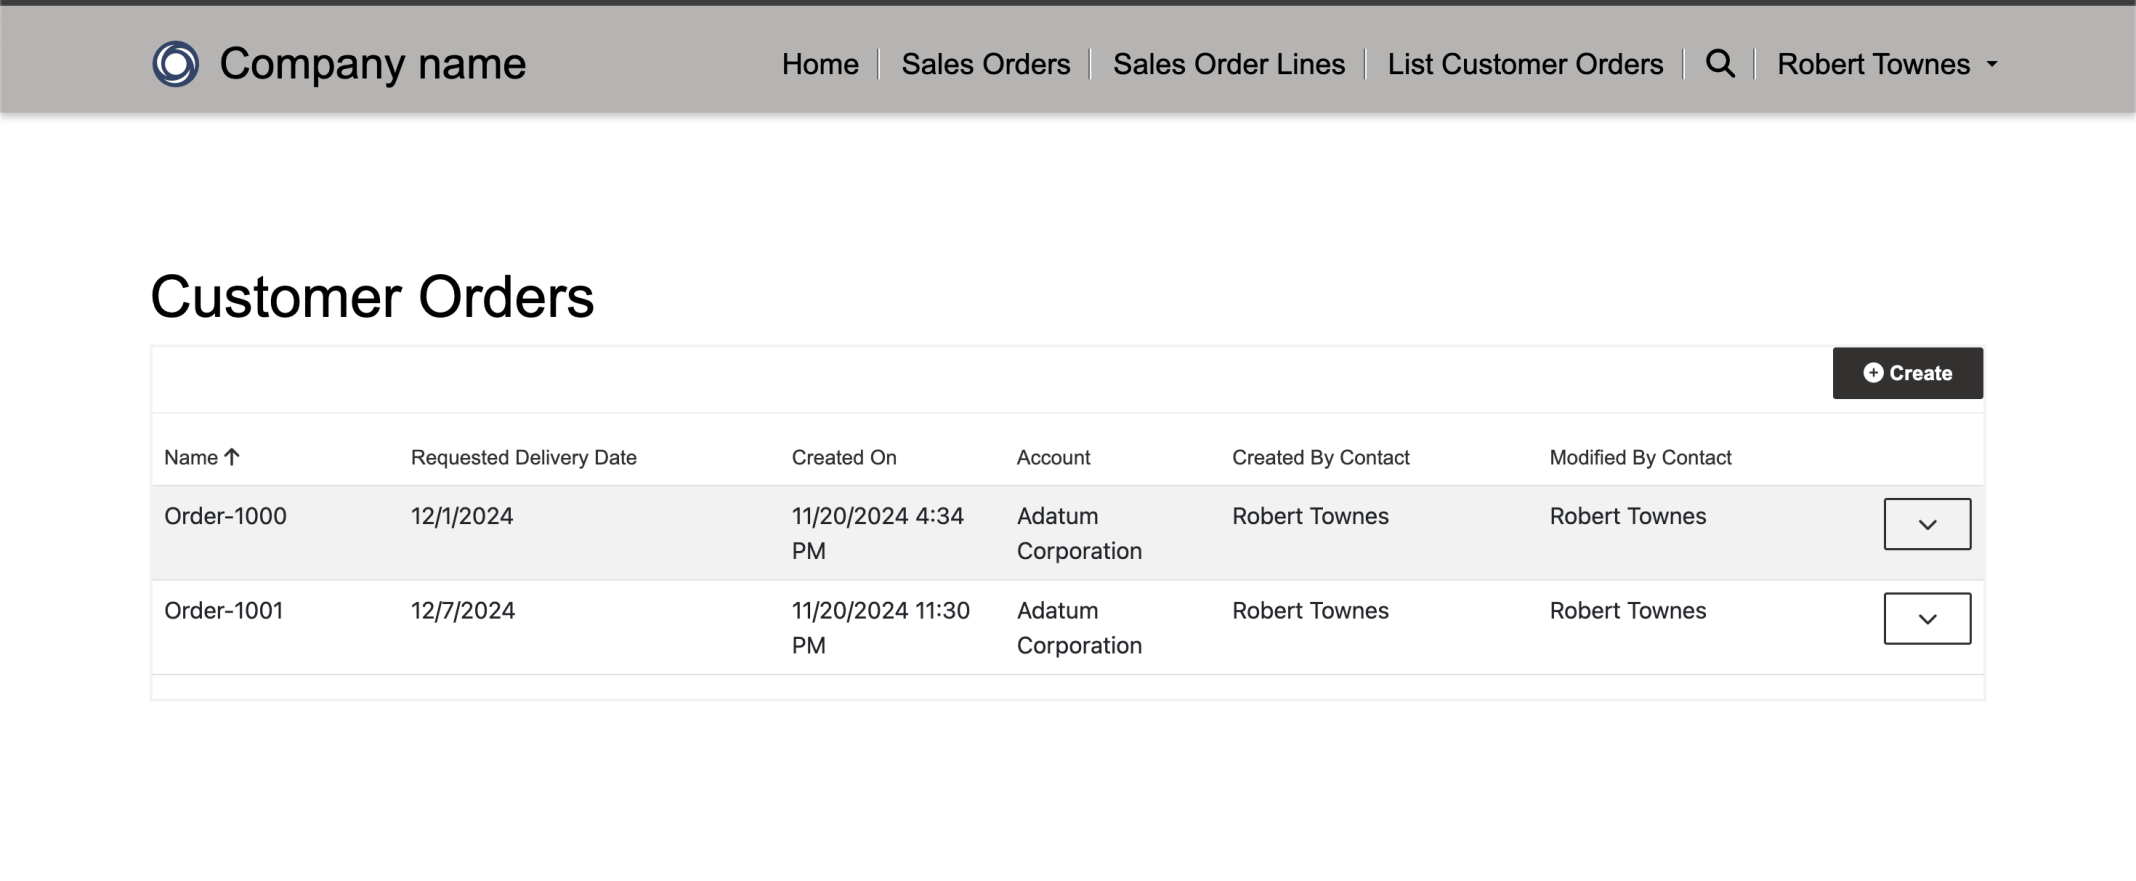 Company name
Home
Sales Orders
Sales Order Lines
List Customer Orders
Robert Townes
Customer Orders
Create
Name Requested Delivery Date Created On Account Created By Contact Modified By Contact
Order-1000 12/1/2024 11/20/2024 4:34 Adatum Robert Townes Robert Townes
PM Corporation
Order-1001 12/7/2024 11/20/2024 11:30 Adatum Robert Townes Robert Townes
PM Corporation